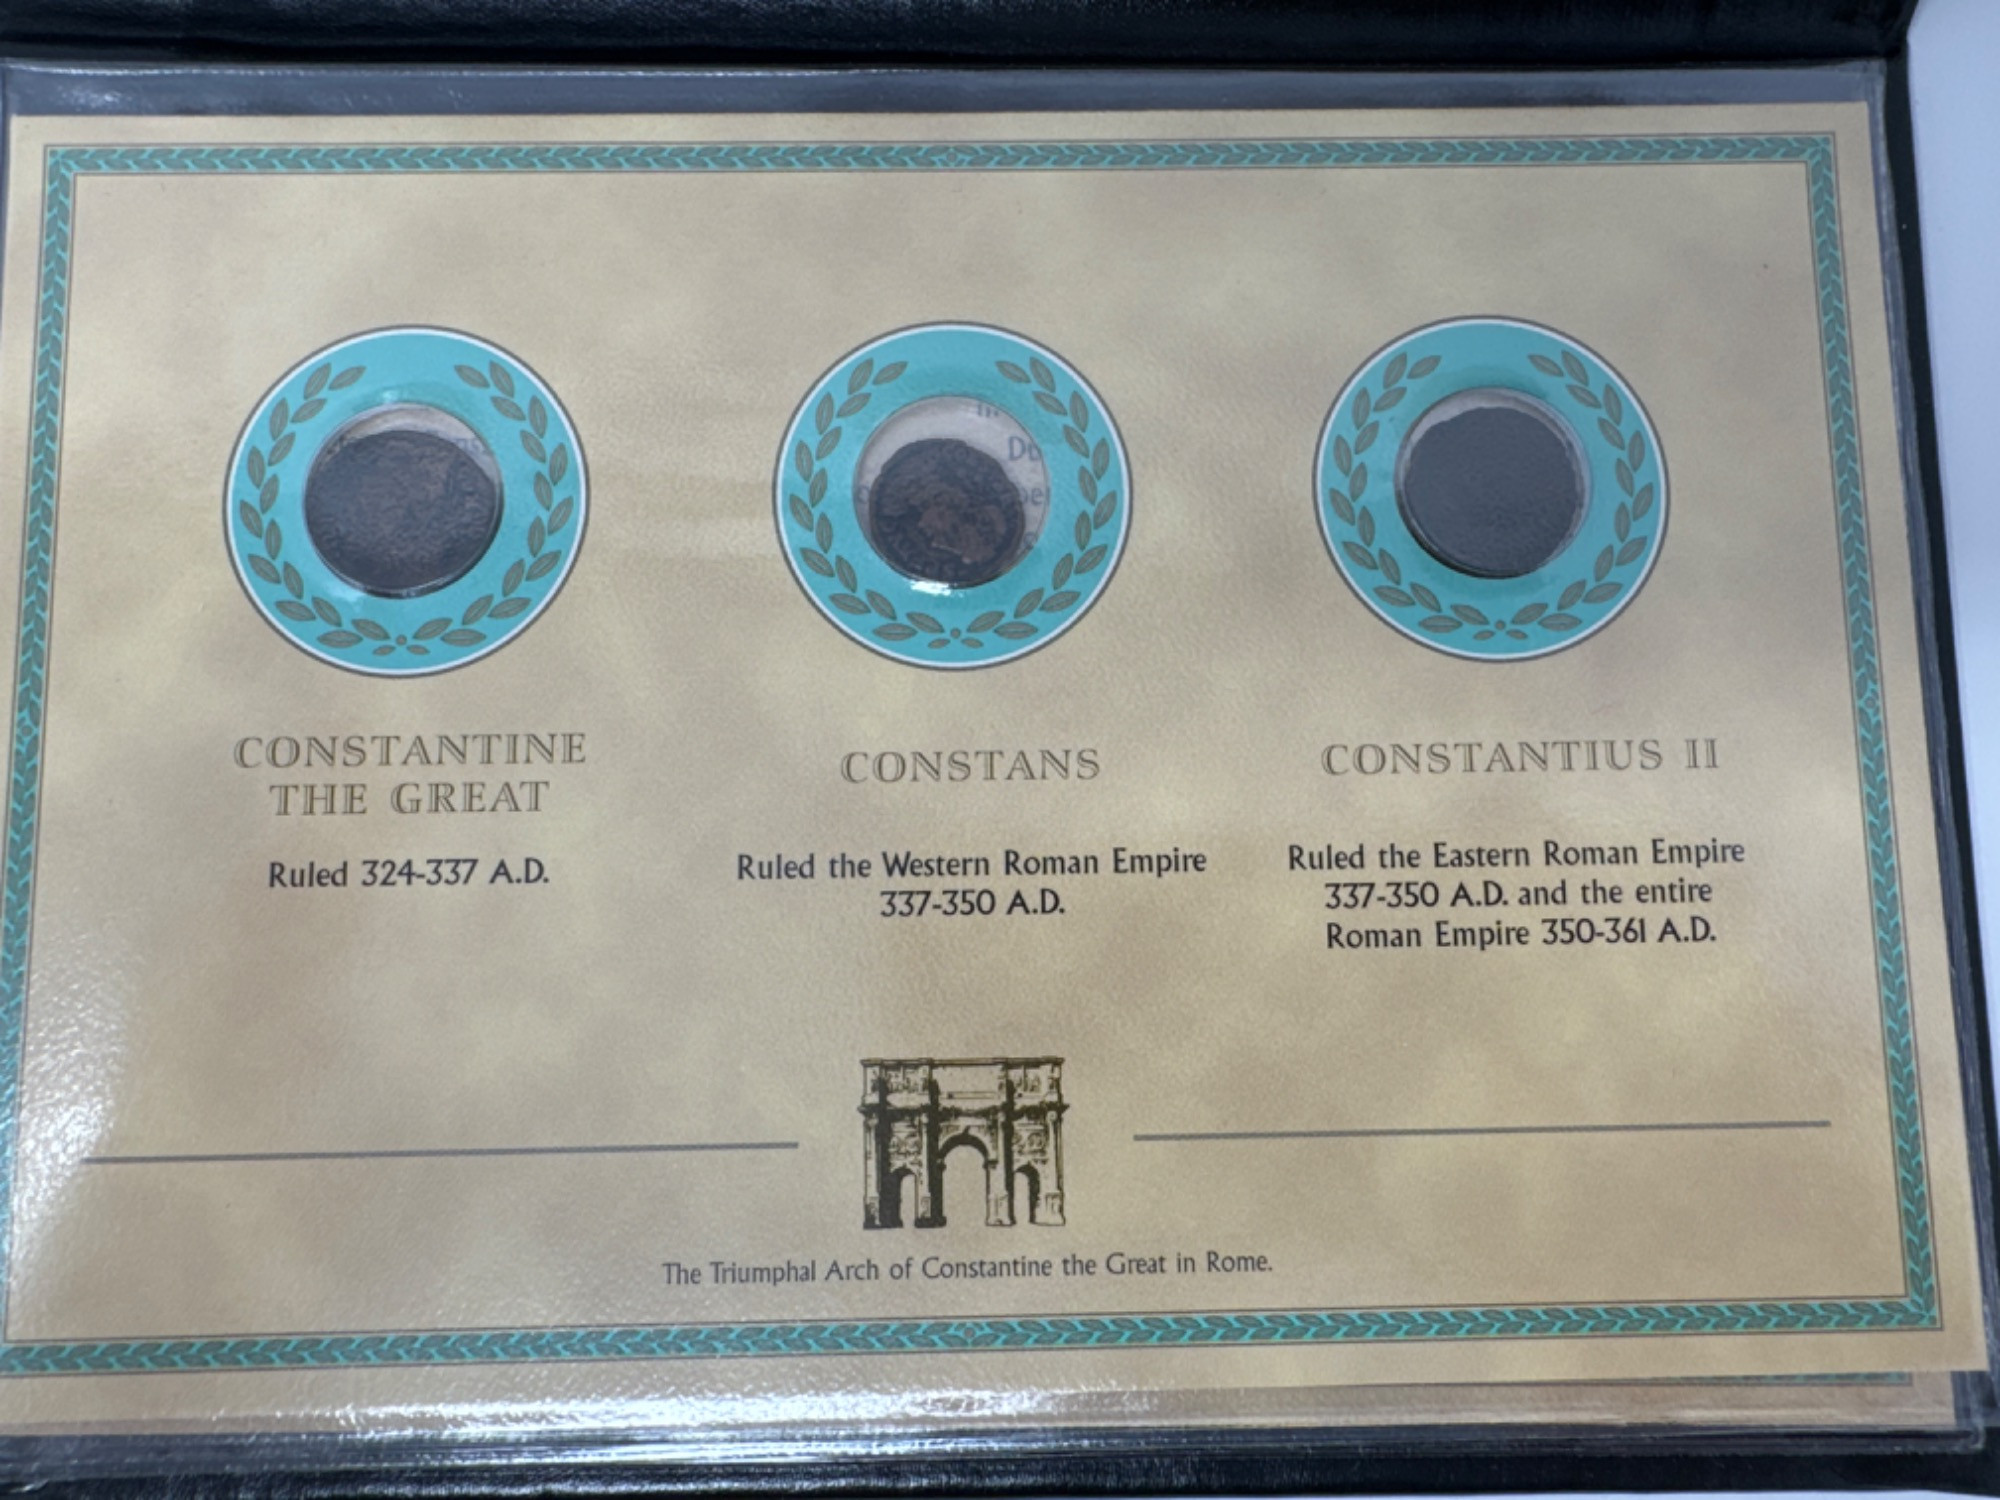 CONSTANTINE
THE GREAT
Ruled 324-337 A.D.
CONSTANS
Ruled the Western Roman Empire
337-350 A.D.
CONSTANTIUS II
Ruled the Eastern Roman Empire
337-350 A.D. and the entire
Roman Empire 350-361 A.D.
The Triumphal Arch of Constantine the Great in Rome.